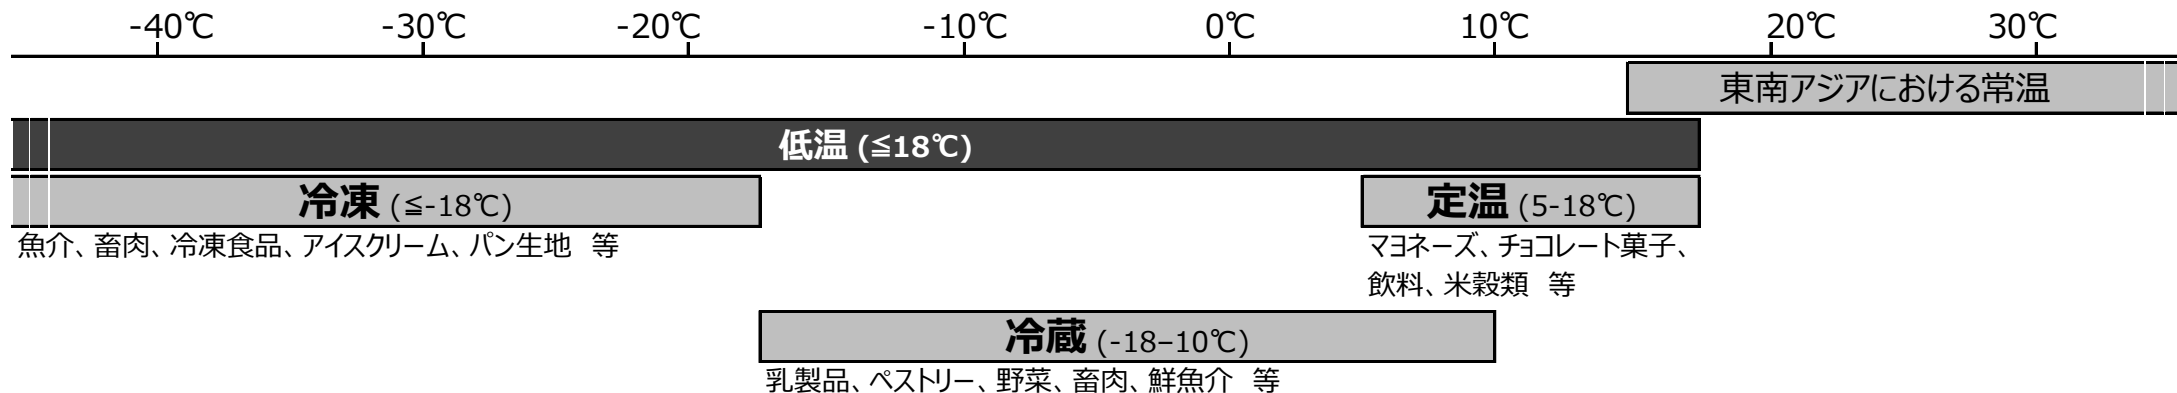 -40℃ -30℃ -20℃ -10℃ 0℃ 10℃ 20℃ 30℃
東南アジアにおける常温
低温 (≦18℃)
冷凍 (≦-18℃)
定温 (5-18℃)
魚介、畜肉、冷凍食品、アイスクリーム、パン生地 等
マヨネーズ、チョコレート菓子、
飲料、米穀類 等
冷蔵 (-18–10℃)
乳製品、ペストリー、野菜、畜肉、鮮魚介 等